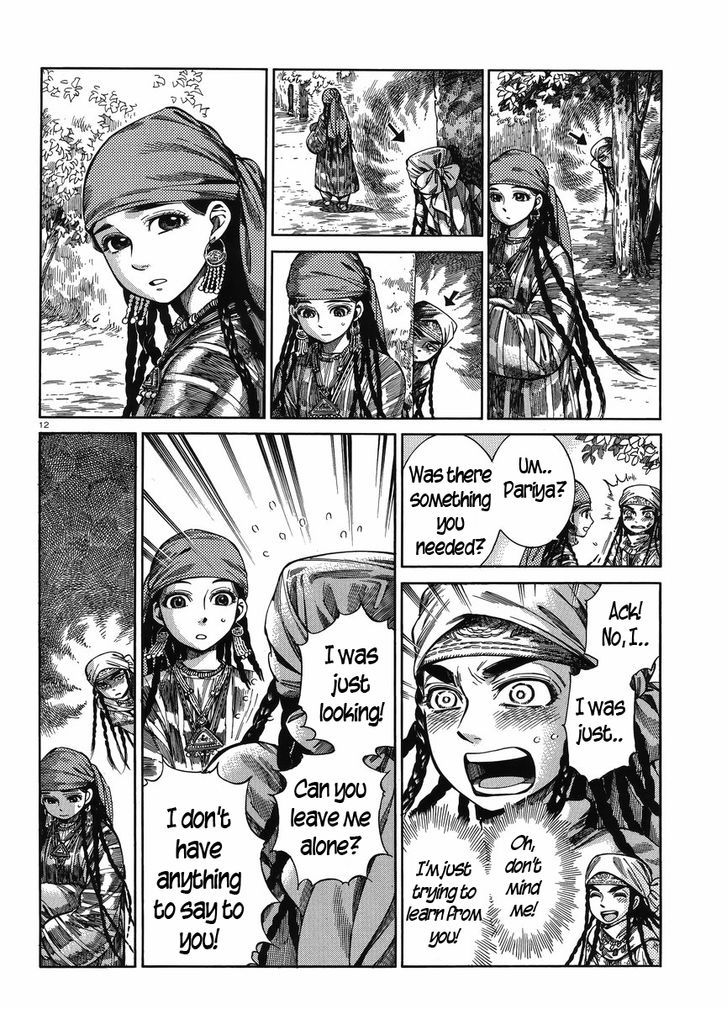 12
Um..
Pariya?
Was there
something
you
needed?
Ack!
No, I..
I was
just..
Oh,
don't
mind
me!
I'm just
trying to
learn from
you!
I was
just
looking!
Can you
leave me
alone?
I don't
have
anything
to say to
you!